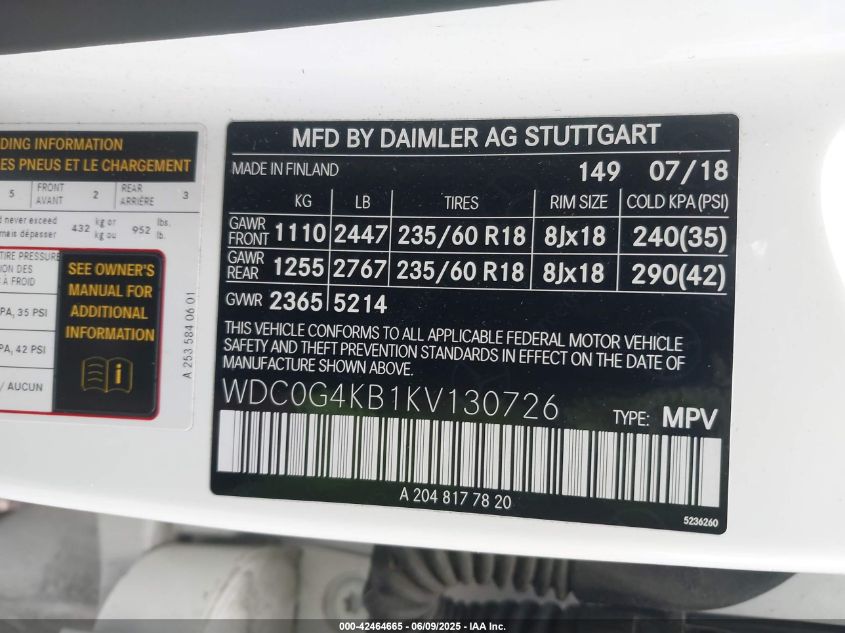 DING INFORMATION
ES PNEUS ET LE CHARGEMENT
5 FRONT AVANT 2 REAR ARRIÈRE 3
never exceed 432 kg or kg ou 952 lbs. lb.
dépasser
TIRE PRESSURE
ION DES
À FROID
PA, 35 PSI
PA, 42 PSI
/ AUCUN
SEE OWNER'S
MANUAL FOR
ADDITIONAL
INFORMATION
A 253 584 06 01
MFD BY DAIMLER AG STUTTGART
MADE IN FINLAND 149 07/18
KG LB TIRES RIM SIZE COLD KPA(PSI)
GAWR FRONT 1110 2447 235/60 R18 8Jx18 240(35)
GAWR REAR 1255 2767 235/60 R18 8Jx18 290(42)
GVWR 2365 5214
THIS VEHICLE CONFORMS TO ALL APPLICABLE FEDERAL MOTOR VEHICLE
SAFETY AND THEFT PREVENTION STANDARDS IN EFFECT ON THE DATE OF
MANUFACTURE SHOWN ABOVE.
WDC0G4KB1KV130726 TYPE: MPV
A 204 817 78 20
5236260
000-42464665 - 06/09/2025 - IAA Inc.